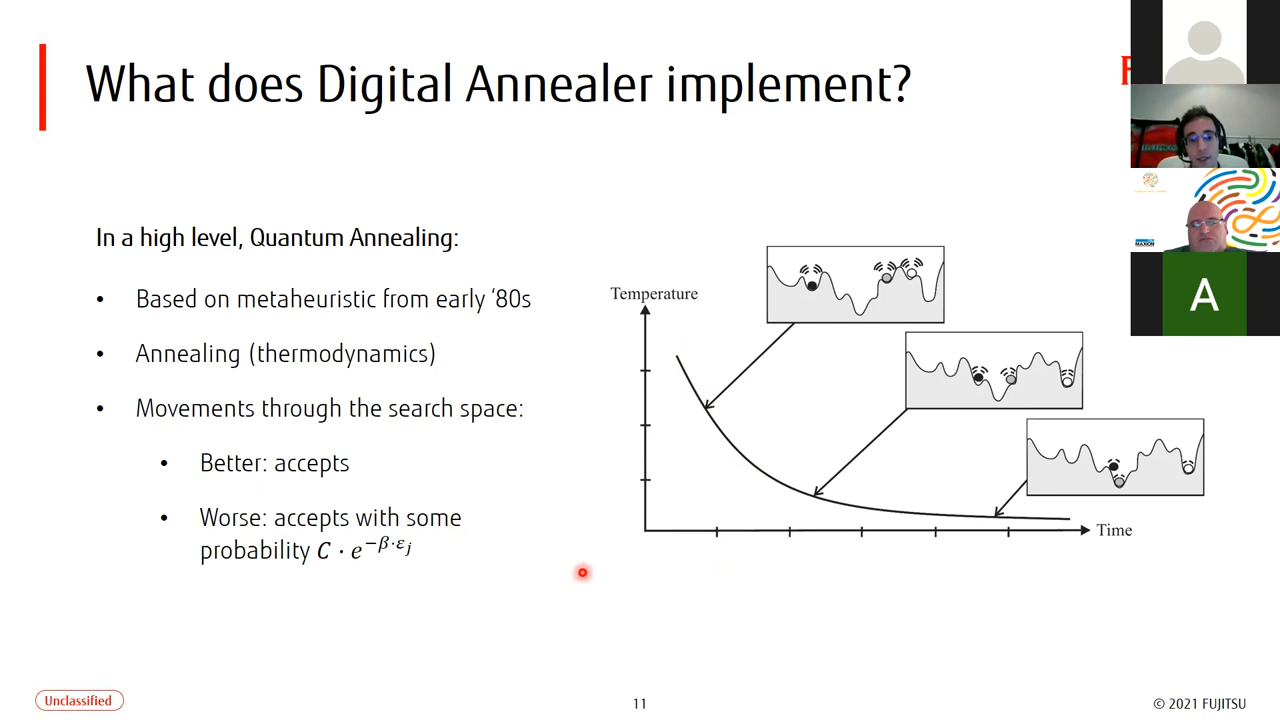 What does Digital Annealer implement?
F
In a high level, Quantum Annealing:
• Based on metaheuristic from early ‘80s
• Annealing (thermodynamics)
• Movements through the search space:
• Better: accepts
• Worse: accepts with some
probability C · e^{−β·ε_j}
Temperature
Time
A
Unclassified
11
© 2021 FUJITSU